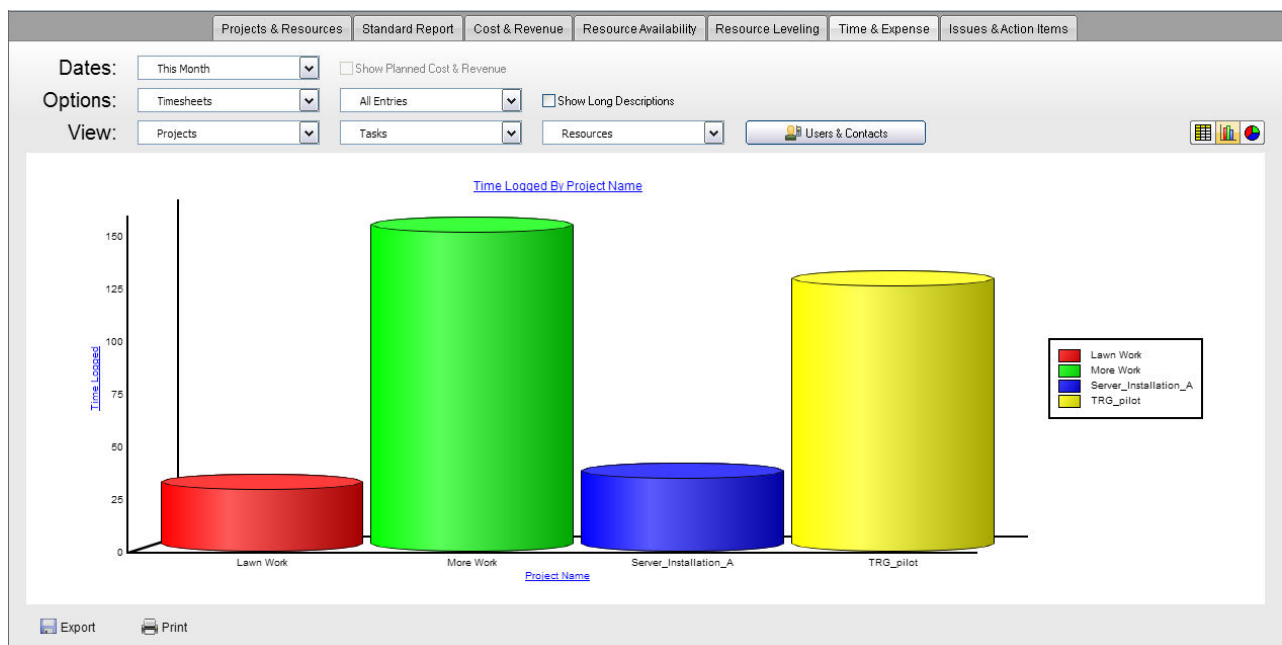 Projects & Resources Standard Report Cost & Revenue Resource Availability Resource Leveling Time & Expense Issues & Action Items
Dates: This Month Show Planned Cost & Revenue
Options: Timesheets All Entries Show Long Descriptions
View: Projects Tasks Resources Users & Contacts
Time Logged By Project Name
150
125
100
75
50
25
0
Time Logged
Lawn Work More Work Server_Installation_A TRG_pilot
Project Name
Lawn Work
More Work
Server_Installation_A
TRG_pilot
Export Print